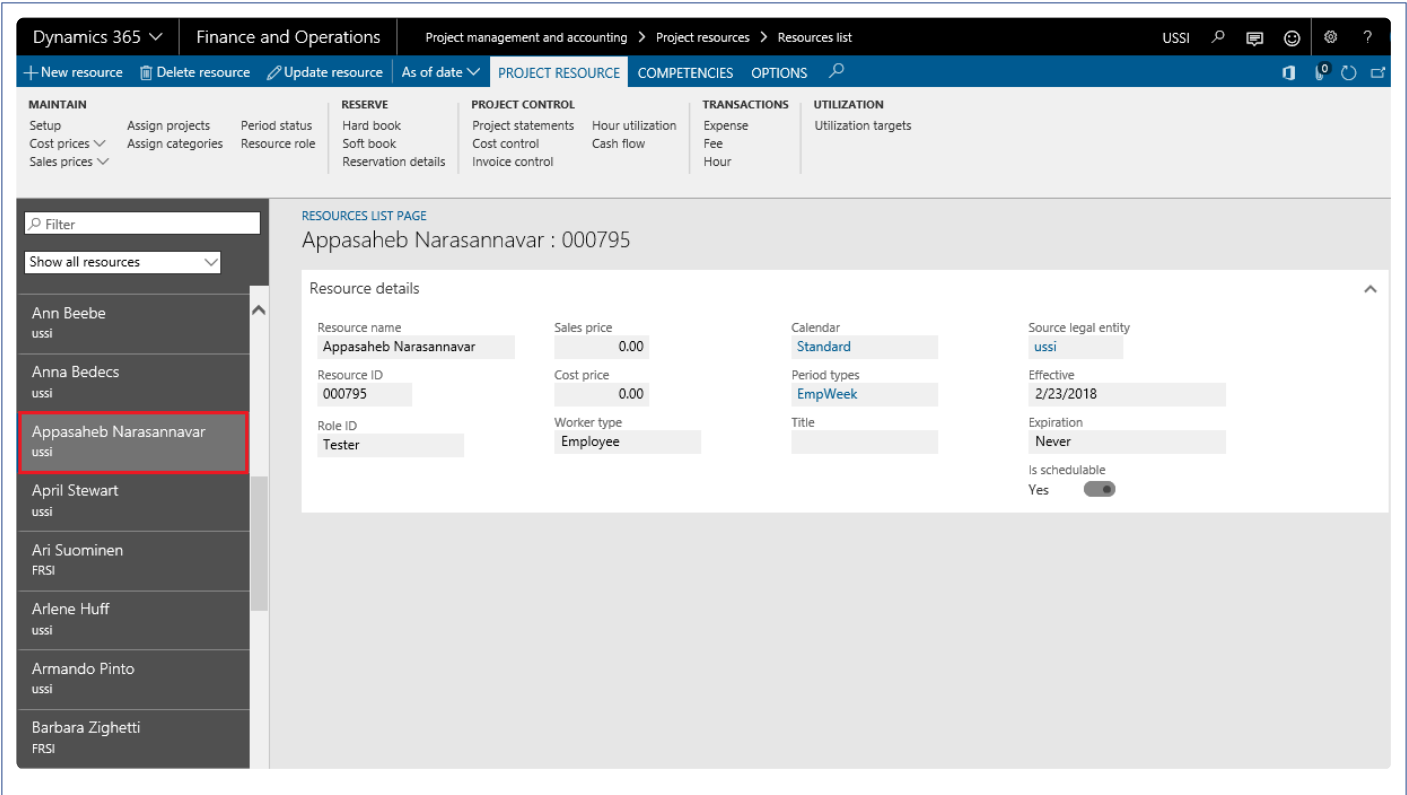 Dynamics 365 Finance and Operations Project management and accounting > Project resources > Resources list USSI ?
New resource Delete resource Update resource As of date PROJECT RESOURCE COMPETENCIES OPTIONS 0
MAINTAIN RESERVE PROJECT CONTROL TRANSACTIONS UTILIZATION
Setup Assign projects Period status Hard book Project statements Hour utilization Expense Utilization targets
Cost prices Assign categories Resource role Soft book Cost control Cash flow Fee
Sales prices Reservation details Invoice control Hour
Filter
Show all resources
Ann Beebe
ussi
Anna Bedecs
ussi
Appasaheb Narasannavar
ussi
April Stewart
ussi
Ari Suominen
FRSI
Arlene Huff
ussi
Armando Pinto
ussi
Barbara Zighetti
FRSI
RESOURCES LIST PAGE
Appasaheb Narasannavar : 000795
Resource details
Resource name Sales price Calendar Source legal entity
Appasaheb Narasannavar 0.00 Standard ussi
Resource ID Cost price Period types Effective
000795 0.00 EmpWeek 2/23/2018
Role ID Worker type Title Expiration
Tester Employee Never
Is schedulable
Yes